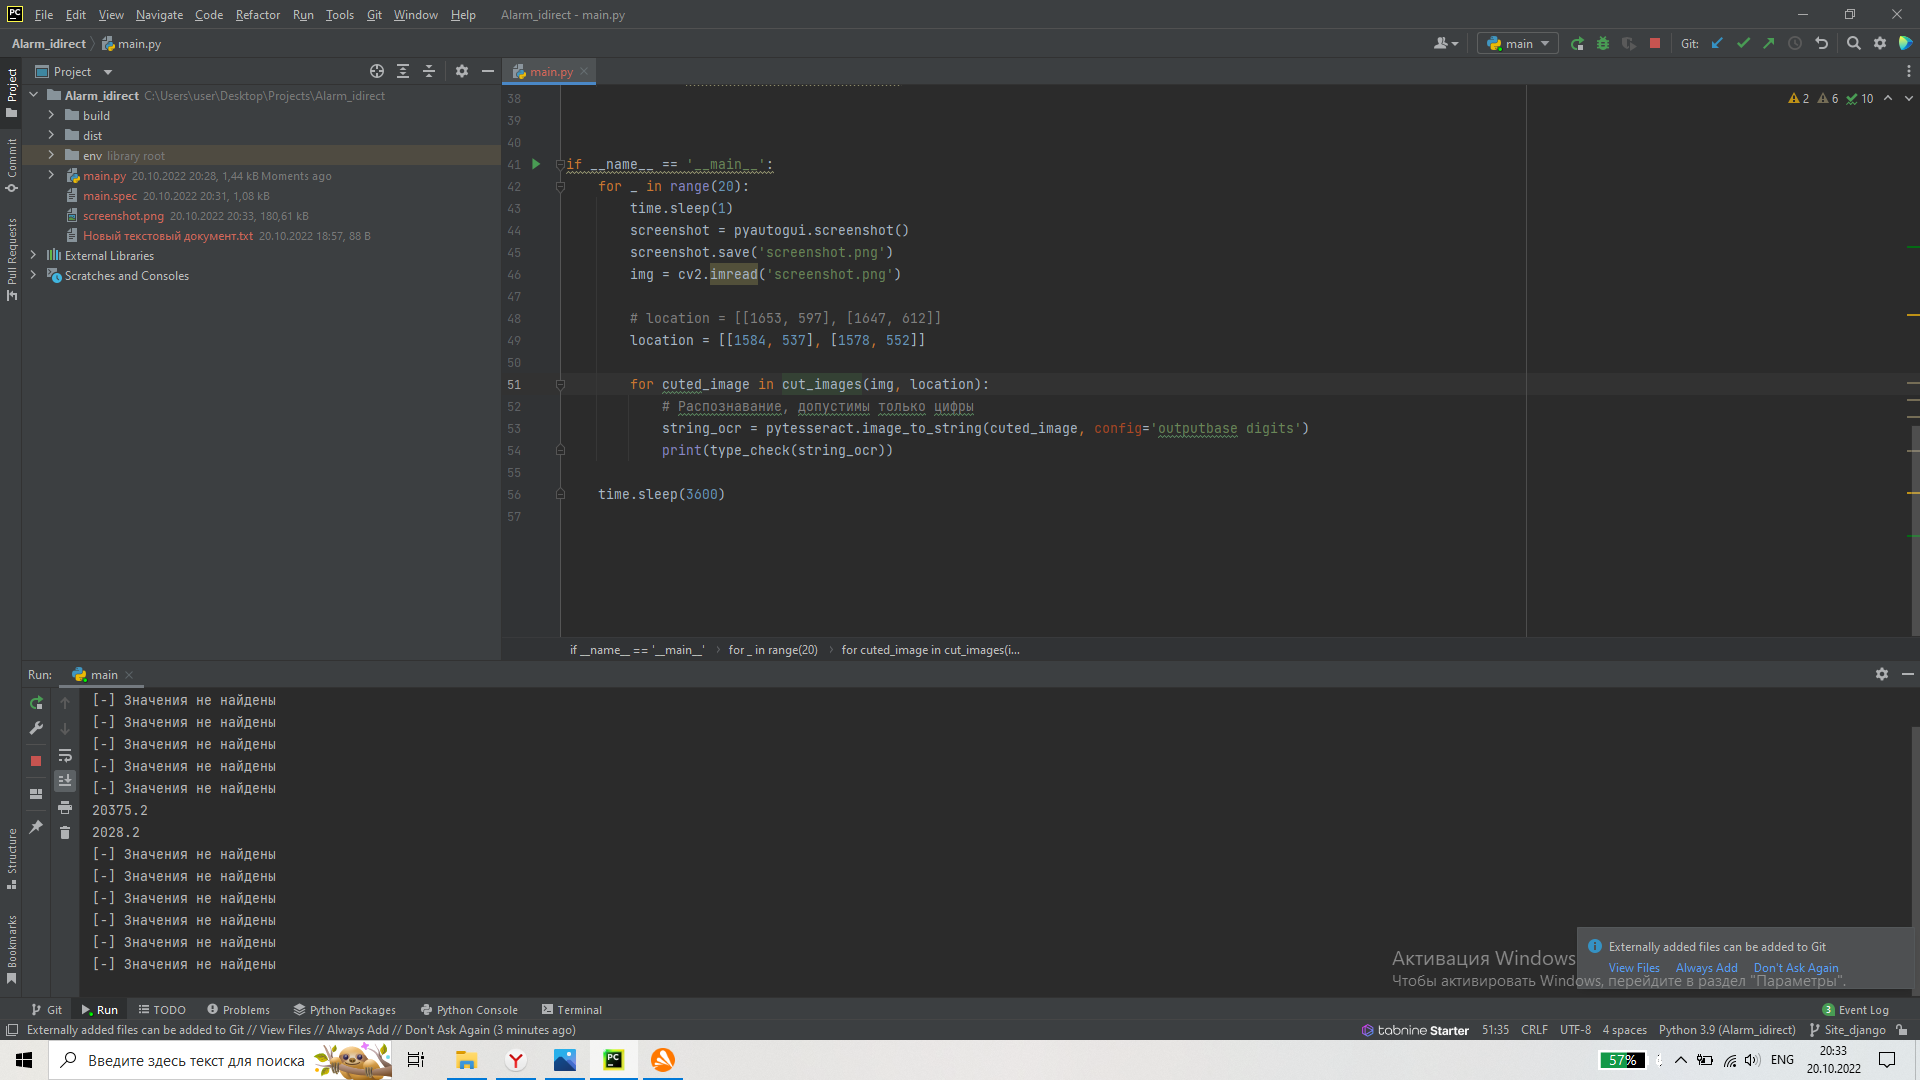 PC File Edit View Navigate Code Refactor Run Tools Git Window Help Alarm_idirect - main.py
Alarm_idirect main.py main Git:
Project main.py
Alarm_idirect C:\Users\user\Desktop\Projects\Alarm_idirect
build
dist
env library root
main.py 20.10.2022 20:28, 1,44 kB Moments ago
main.spec 20.10.2022 20:31, 1,08 kB
screenshot.png 20.10.2022 20:33, 180,61 kB
Новый текстовый документ.txt 20.10.2022 18:57, 88 B
External Libraries
Scratches and Consoles
Project
Commit
Pull Requests
Structure
Bookmarks
2 6 10
38
39
40
41 if __name__ == '__main__':
42 for _ in range(20):
43 time.sleep(1)
44 screenshot = pyautogui.screenshot()
45 screenshot.save('screenshot.png')
46 img = cv2.imread('screenshot.png')
47
48 # location = [[1653, 597], [1647, 612]]
49 location = [[1584, 537], [1578, 552]]
50
51 for cuted_image in cut_images(img, location):
52 # Распознавание, допустимы только цифры
53 string_ocr = pytesseract.image_to_string(cuted_image, config='outputbase digits')
54 print(type_check(string_ocr))
55
56 time.sleep(3600)
57
if __name__ == '__main__' for _ in range(20) for cuted_image in cut_images(i...
Run: main
[-] Значения не найдены
[-] Значения не найдены
[-] Значения не найдены
[-] Значения не найдены
[-] Значения не найдены
20375.2
2028.2
[-] Значения не найдены
[-] Значения не найдены
[-] Значения не найдены
[-] Значения не найдены
[-] Значения не найдены
[-] Значения не найдены
Активация Windows
Чтобы активировать Windows, перейдите в раздел "Параметры".
Externally added files can be added to Git
View Files Always Add Don't Ask Again
Git Run TODO Problems Python Packages Python Console Terminal 3 Event Log
Externally added files can be added to Git // View Files // Always Add // Don't Ask Again (3 minutes ago) tabnine Starter 51:35 CRLF UTF-8 4 spaces Python 3.9 (Alarm_idirect) Site_django
Введите здесь текст для поиска Y PC 57% ENG 20:33
20.10.2022